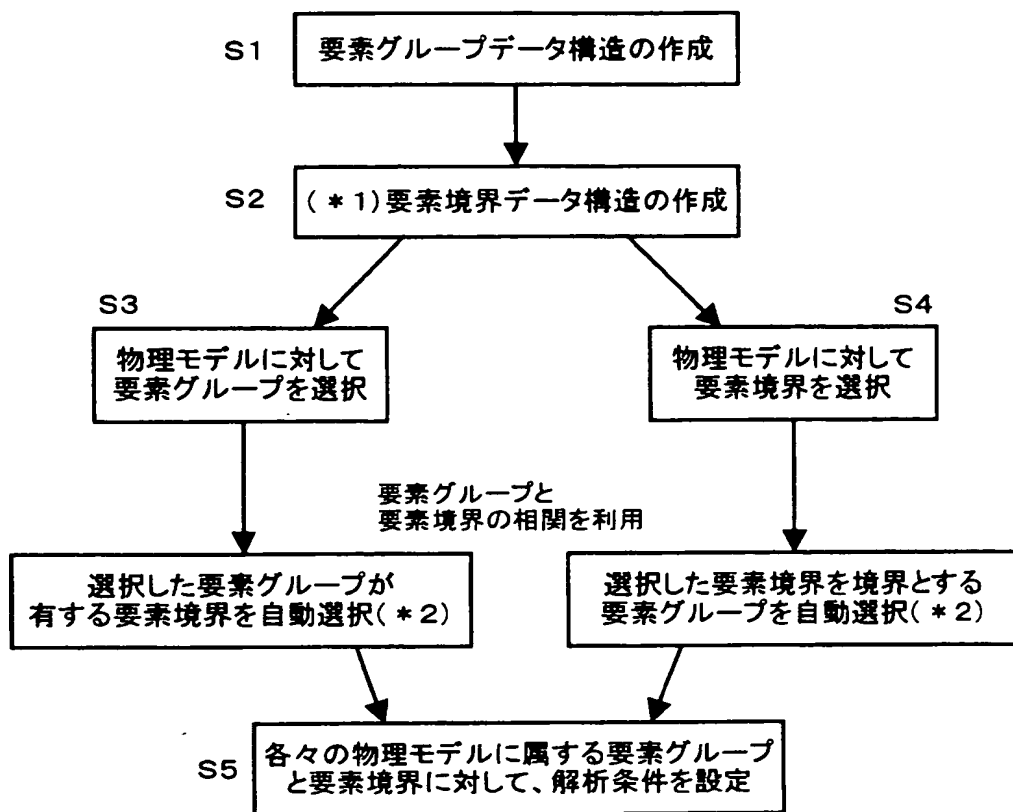 S1
要素グループデータ構造の作成
S2
(*1)要素境界データ構造の作成
S3
物理モデルに対して
要素グループを選択
S4
物理モデルに対して
要素境界を選択
要素グループと
要素境界の相関を利用
選択した要素グループが
有する要素境界を自動選択(*2)
選択した要素境界を境界とする
要素グループを自動選択(*2)
S5
各々の物理モデルに属する要素グループ
と要素境界に対して、解析条件を設定